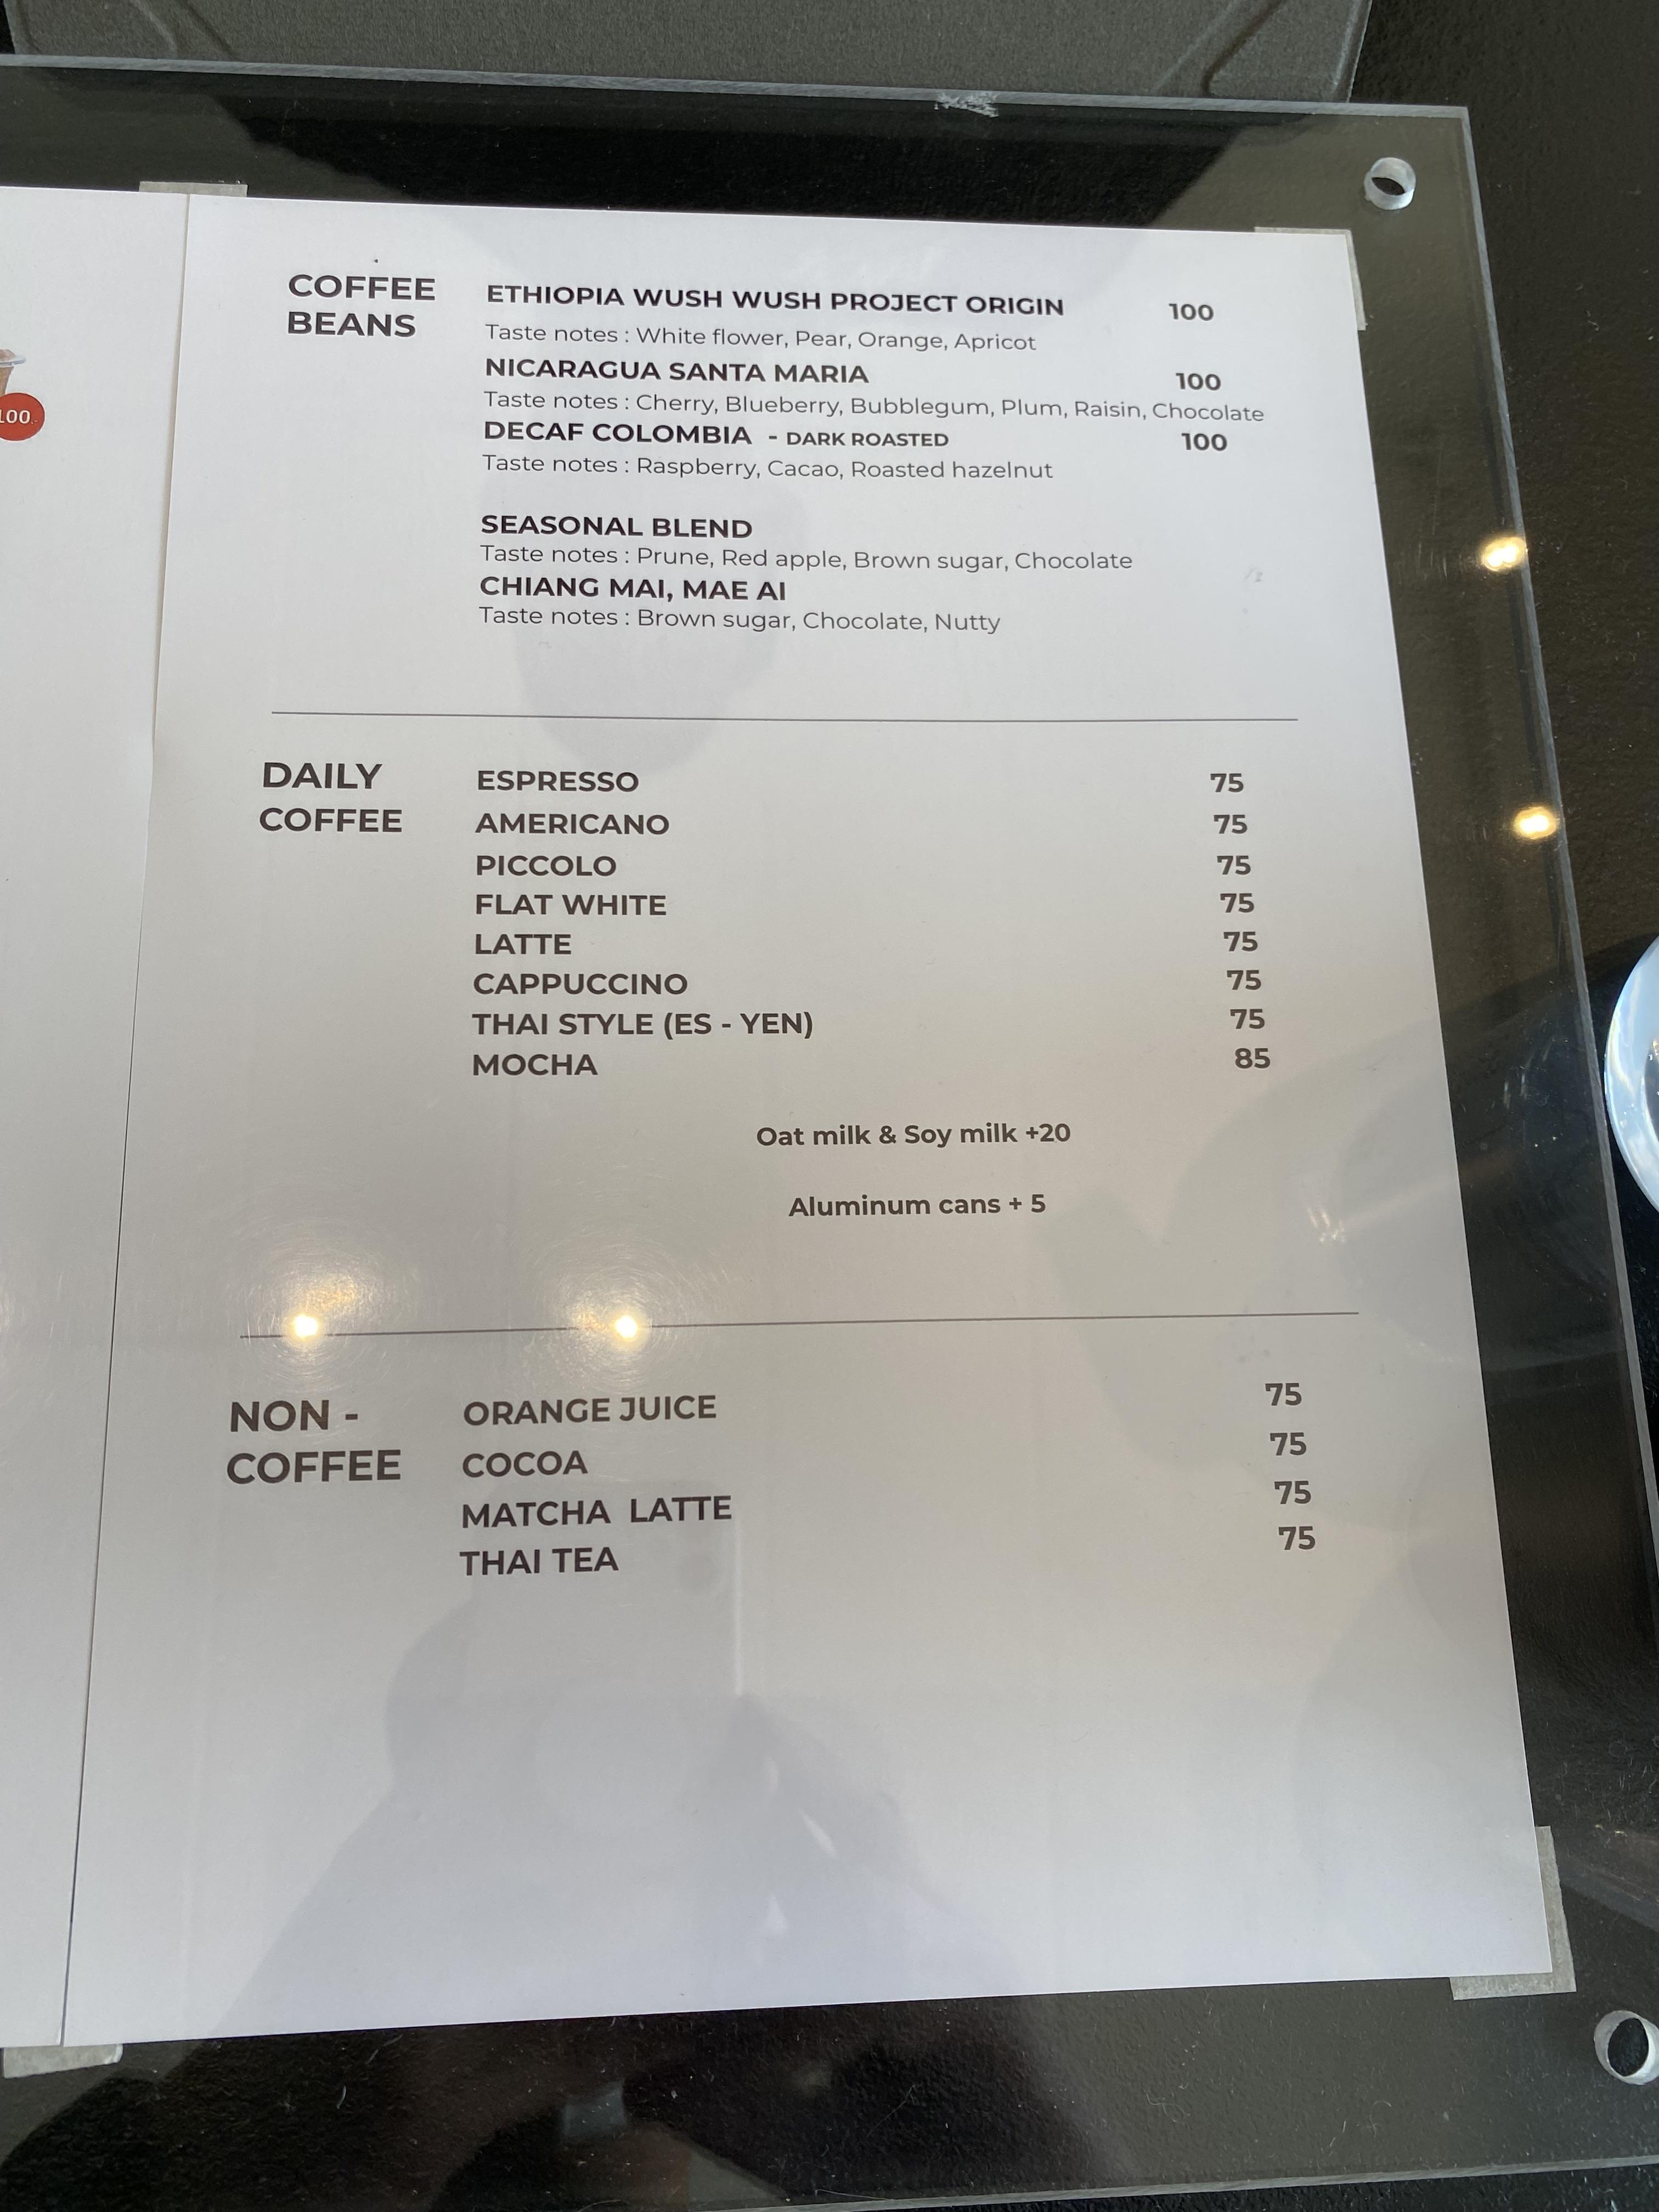 100.-
COFFEE BEANS
ETHIOPIA WUSH WUSH PROJECT ORIGIN 100
Taste notes : White flower, Pear, Orange, Apricot
NICARAGUA SANTA MARIA 100
Taste notes : Cherry, Blueberry, Bubblegum, Plum, Raisin, Chocolate
DECAF COLOMBIA - DARK ROASTED 100
Taste notes : Raspberry, Cacao, Roasted hazelnut
SEASONAL BLEND
Taste notes : Prune, Red apple, Brown sugar, Chocolate
CHIANG MAI, MAE AI
Taste notes : Brown sugar, Chocolate, Nutty
DAILY COFFEE
ESPRESSO 75
AMERICANO 75
PICCOLO 75
FLAT WHITE 75
LATTE 75
CAPPUCCINO 75
THAI STYLE (ES - YEN) 75
MOCHA 85
Oat milk & Soy milk +20
Aluminum cans + 5
NON - COFFEE
ORANGE JUICE 75
COCOA 75
MATCHA LATTE 75
THAI TEA 75